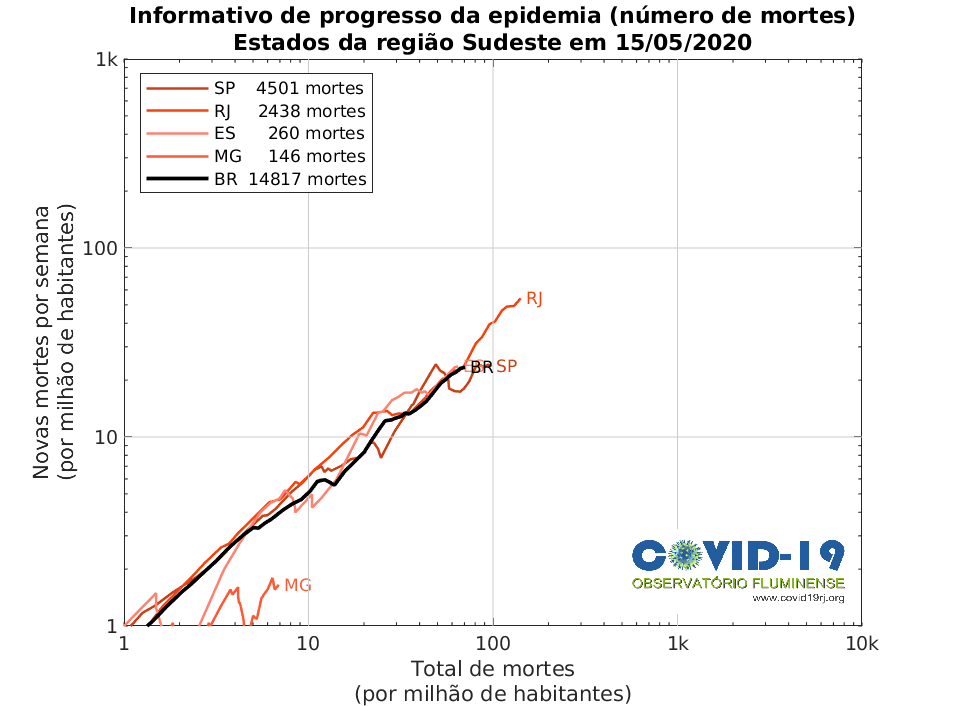 Informativo de progresso da epidemia (número de mortes)
Estados da região Sudeste em 15/05/2020
1k
SP 4501 mortes
RJ 2438 mortes
ES 260 mortes
MG 146 mortes
BR 14817 mortes
Novas mortes por semana
(por milhão de habitantes)
100
RJ
BR SP
10
MG
COVID-19
OBSERVATÓRIO FLUMINENSE
www.covid19rj.org
1
1 10 100 1k 10k
Total de mortes
(por milhão de habitantes)